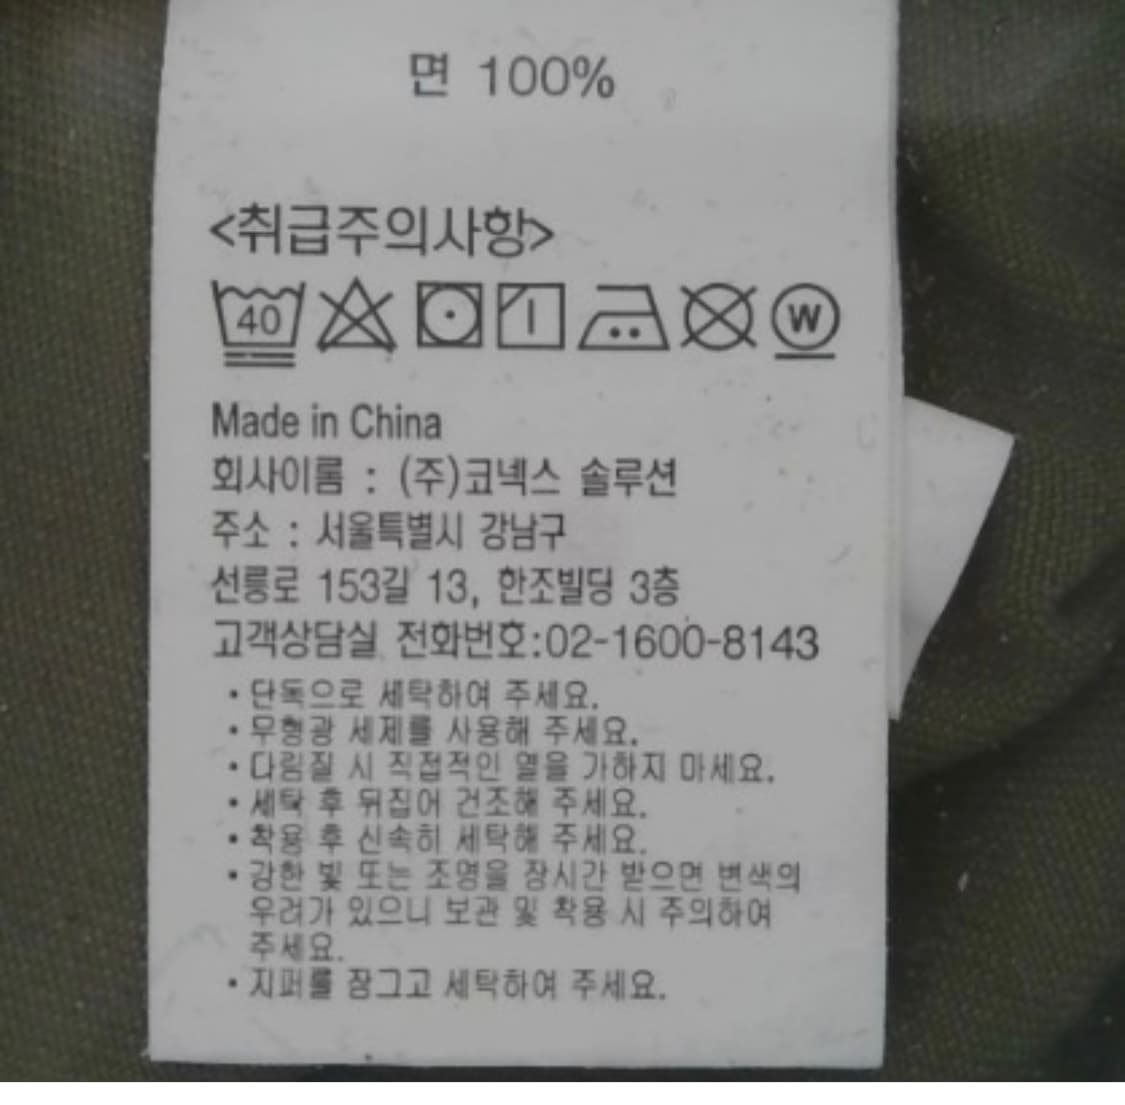 면 100%
<취급주의사항>
40 W
Made in China
회사이롬 : (주)코넥스 솔루션
주소 : 서울특별시 강남구
선릉로 153길 13, 한조빌딩 3층
고객상담실 전화번호:02-1600-8143
• 단독으로 세탁하여 주세요.
• 무형광 세제를 사용해 주세요.
• 다림질 시 직접적인 열을 가하지 마세요.
• 세탁 후 뒤집어 건조해 주세요.
• 착용 후 신속히 세탁해 주세요.
• 강한 빛 또는 조명을 장시간 받으면 변색의
우려가 있으니 보관 및 착용 시 주의하여
주세요.
• 지퍼를 잠그고 세탁하여 주세요.